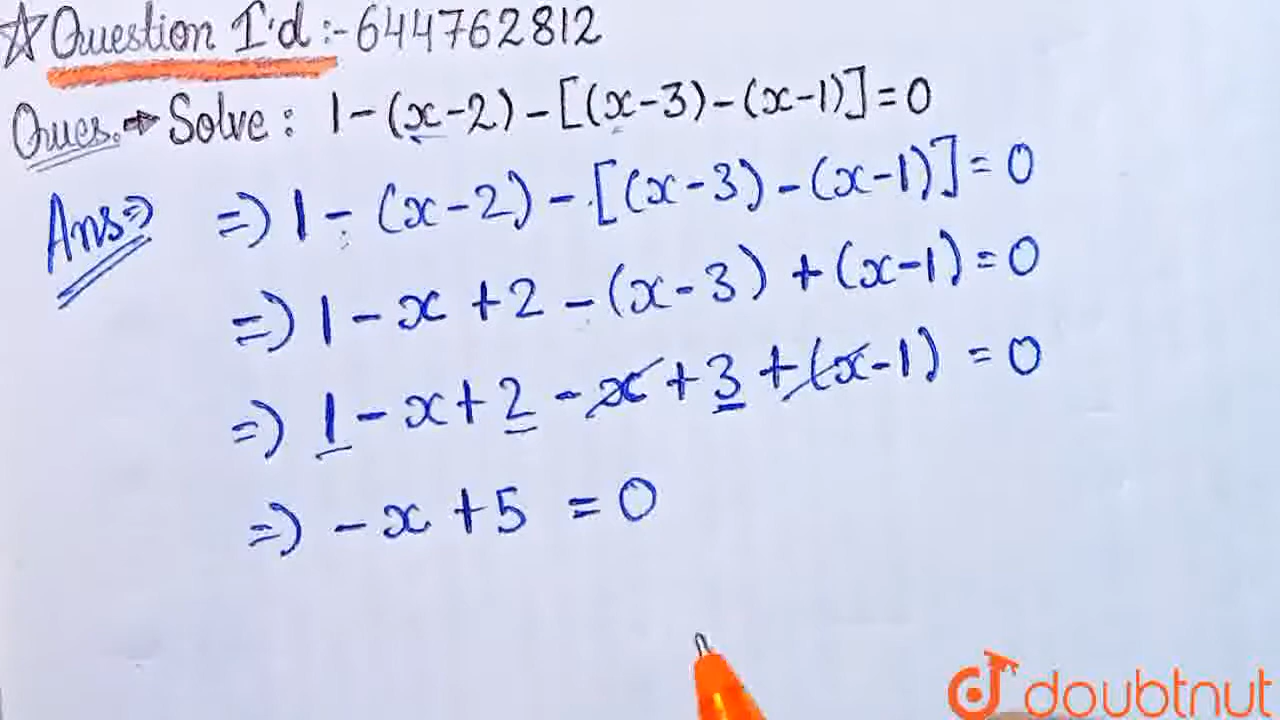 ☆Question I'd :- 644762812
Ques. → Solve : 1-(x-2)-[(x-3)-(x-1)]=0
Ans⇒ ⇒) 1 - (x-2) - [(x-3) - (x-1)] = 0
⇒) 1 - x + 2 - (x-3) + (x-1) = 0
⇒) 1 - x + 2 - x + 3 + (x-1) = 0
⇒) - x + 5 = 0
doubtnut